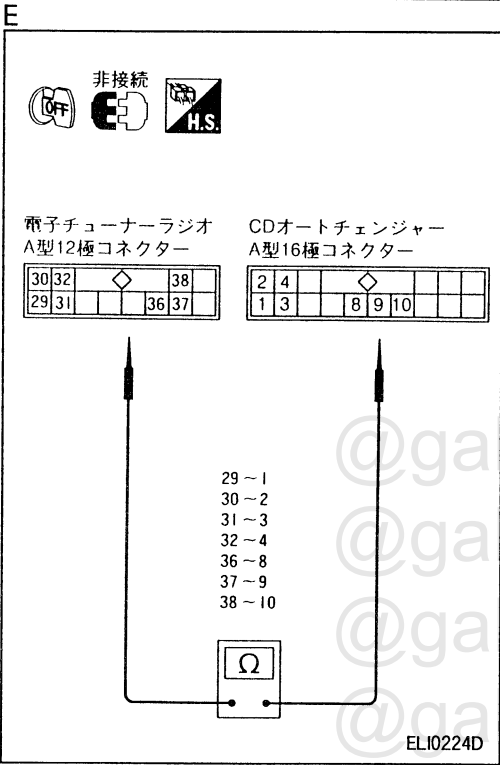 E
OFF
非接続
H.S.
電子チューナーラジオ
A型12極コネクター
30 32 38
29 31 36 37
CDオートチェンジャー
A型16極コネクター
2 4
1 3 8 9 10
29～1
30～2
31～3
32～4
36～8
37～9
38～10
Ω
@gal
@ga
@ga
@ga
ELI0224D